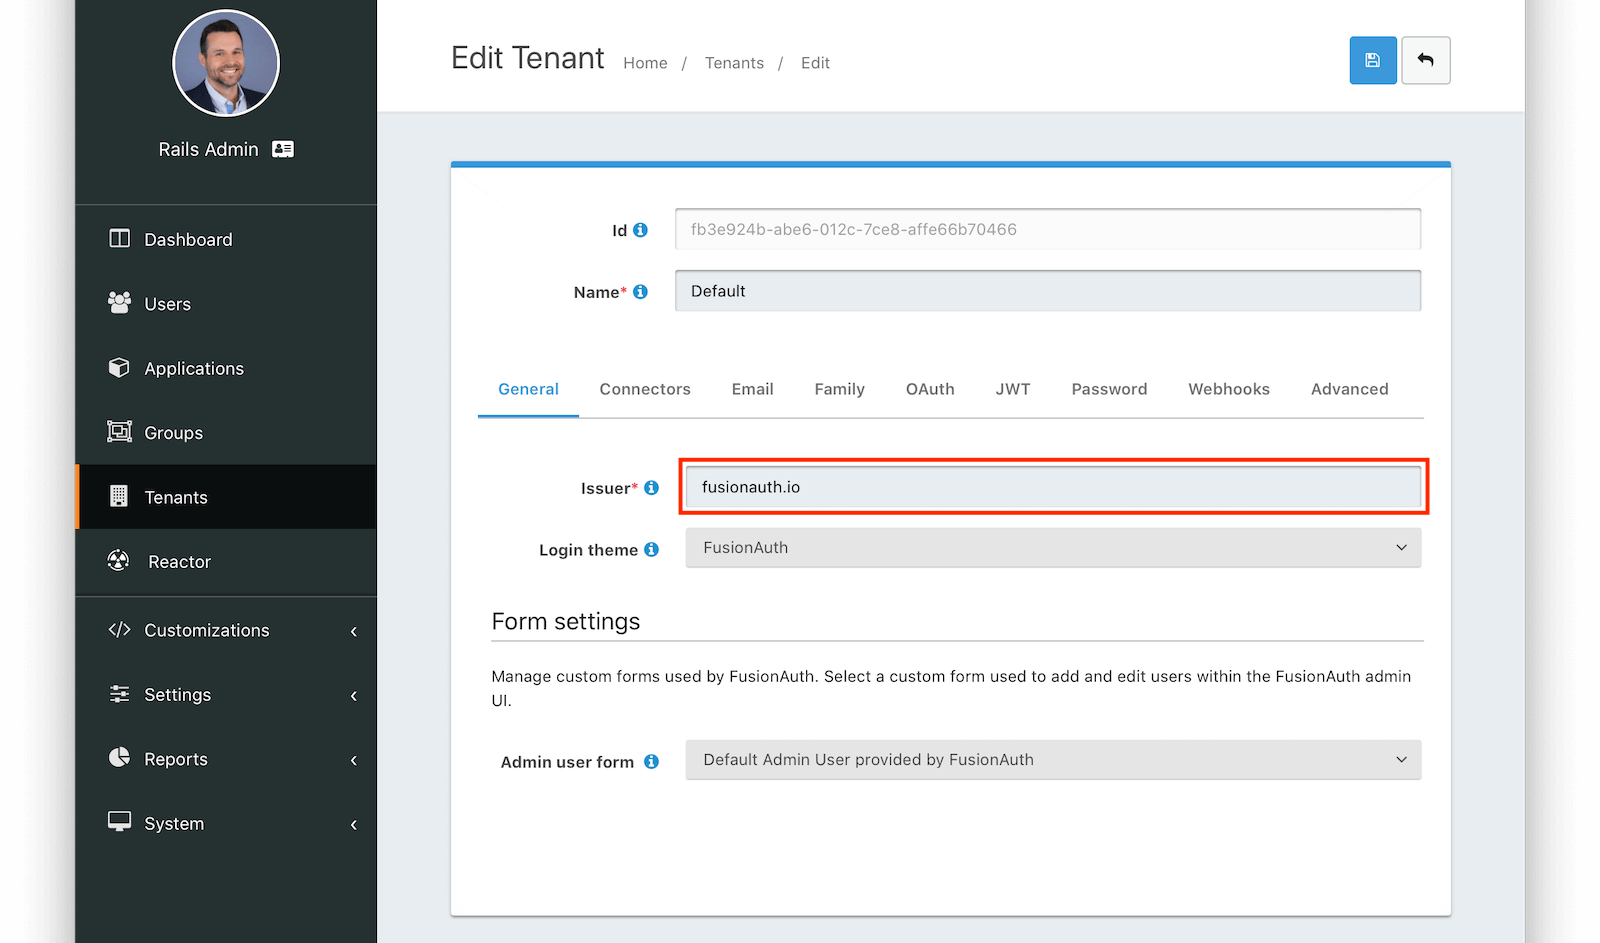 Rails Admin
Dashboard
Users
Applications
Groups
Tenants
Reactor
Customizations
Settings
Reports
System
Edit Tenant
Home / Tenants / Edit
Id
fb3e924b-abe6-012c-7ce8-affe66b70466
Name*
Default
General Connectors Email Family OAuth JWT Password Webhooks Advanced
Issuer*
fusionauth.io
Login theme
FusionAuth
Form settings
Manage custom forms used by FusionAuth. Select a custom form used to add and edit users within the FusionAuth admin
UI.
Admin user form
Default Admin User provided by FusionAuth